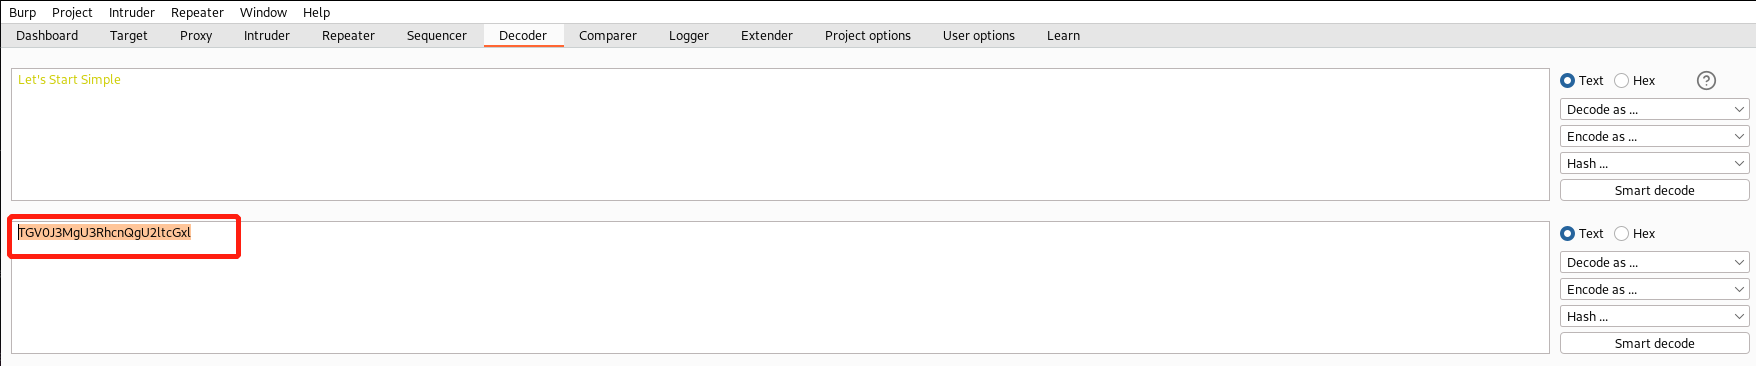 Burp Project Intruder Repeater Window Help
Dashboard Target Proxy Intruder Repeater Sequencer Decoder Comparer Logger Extender Project options User options Learn
Let's Start Simple
Text Hex ?
Decode as ...
Encode as ...
Hash ...
Smart decode
TGV0J3MgU3RhcnQgU2ltcGxl
Text Hex
Decode as ...
Encode as ...
Hash ...
Smart decode